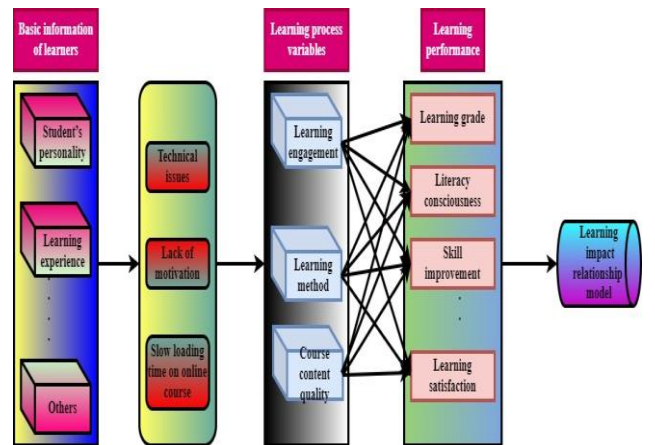 Basic information
of learners
Learning process
variables
Learning
performance
Student's
personality
Learning
experience
Others
Technical
issues
Lack of
motivation
Slow loading
time on online
course
Learning
engagement
Learning
method
Course
content
quality
Learning grade
Literacy
consciousness
Skill
improvement
Learning
satisfaction
Learning
impact
relationship
model